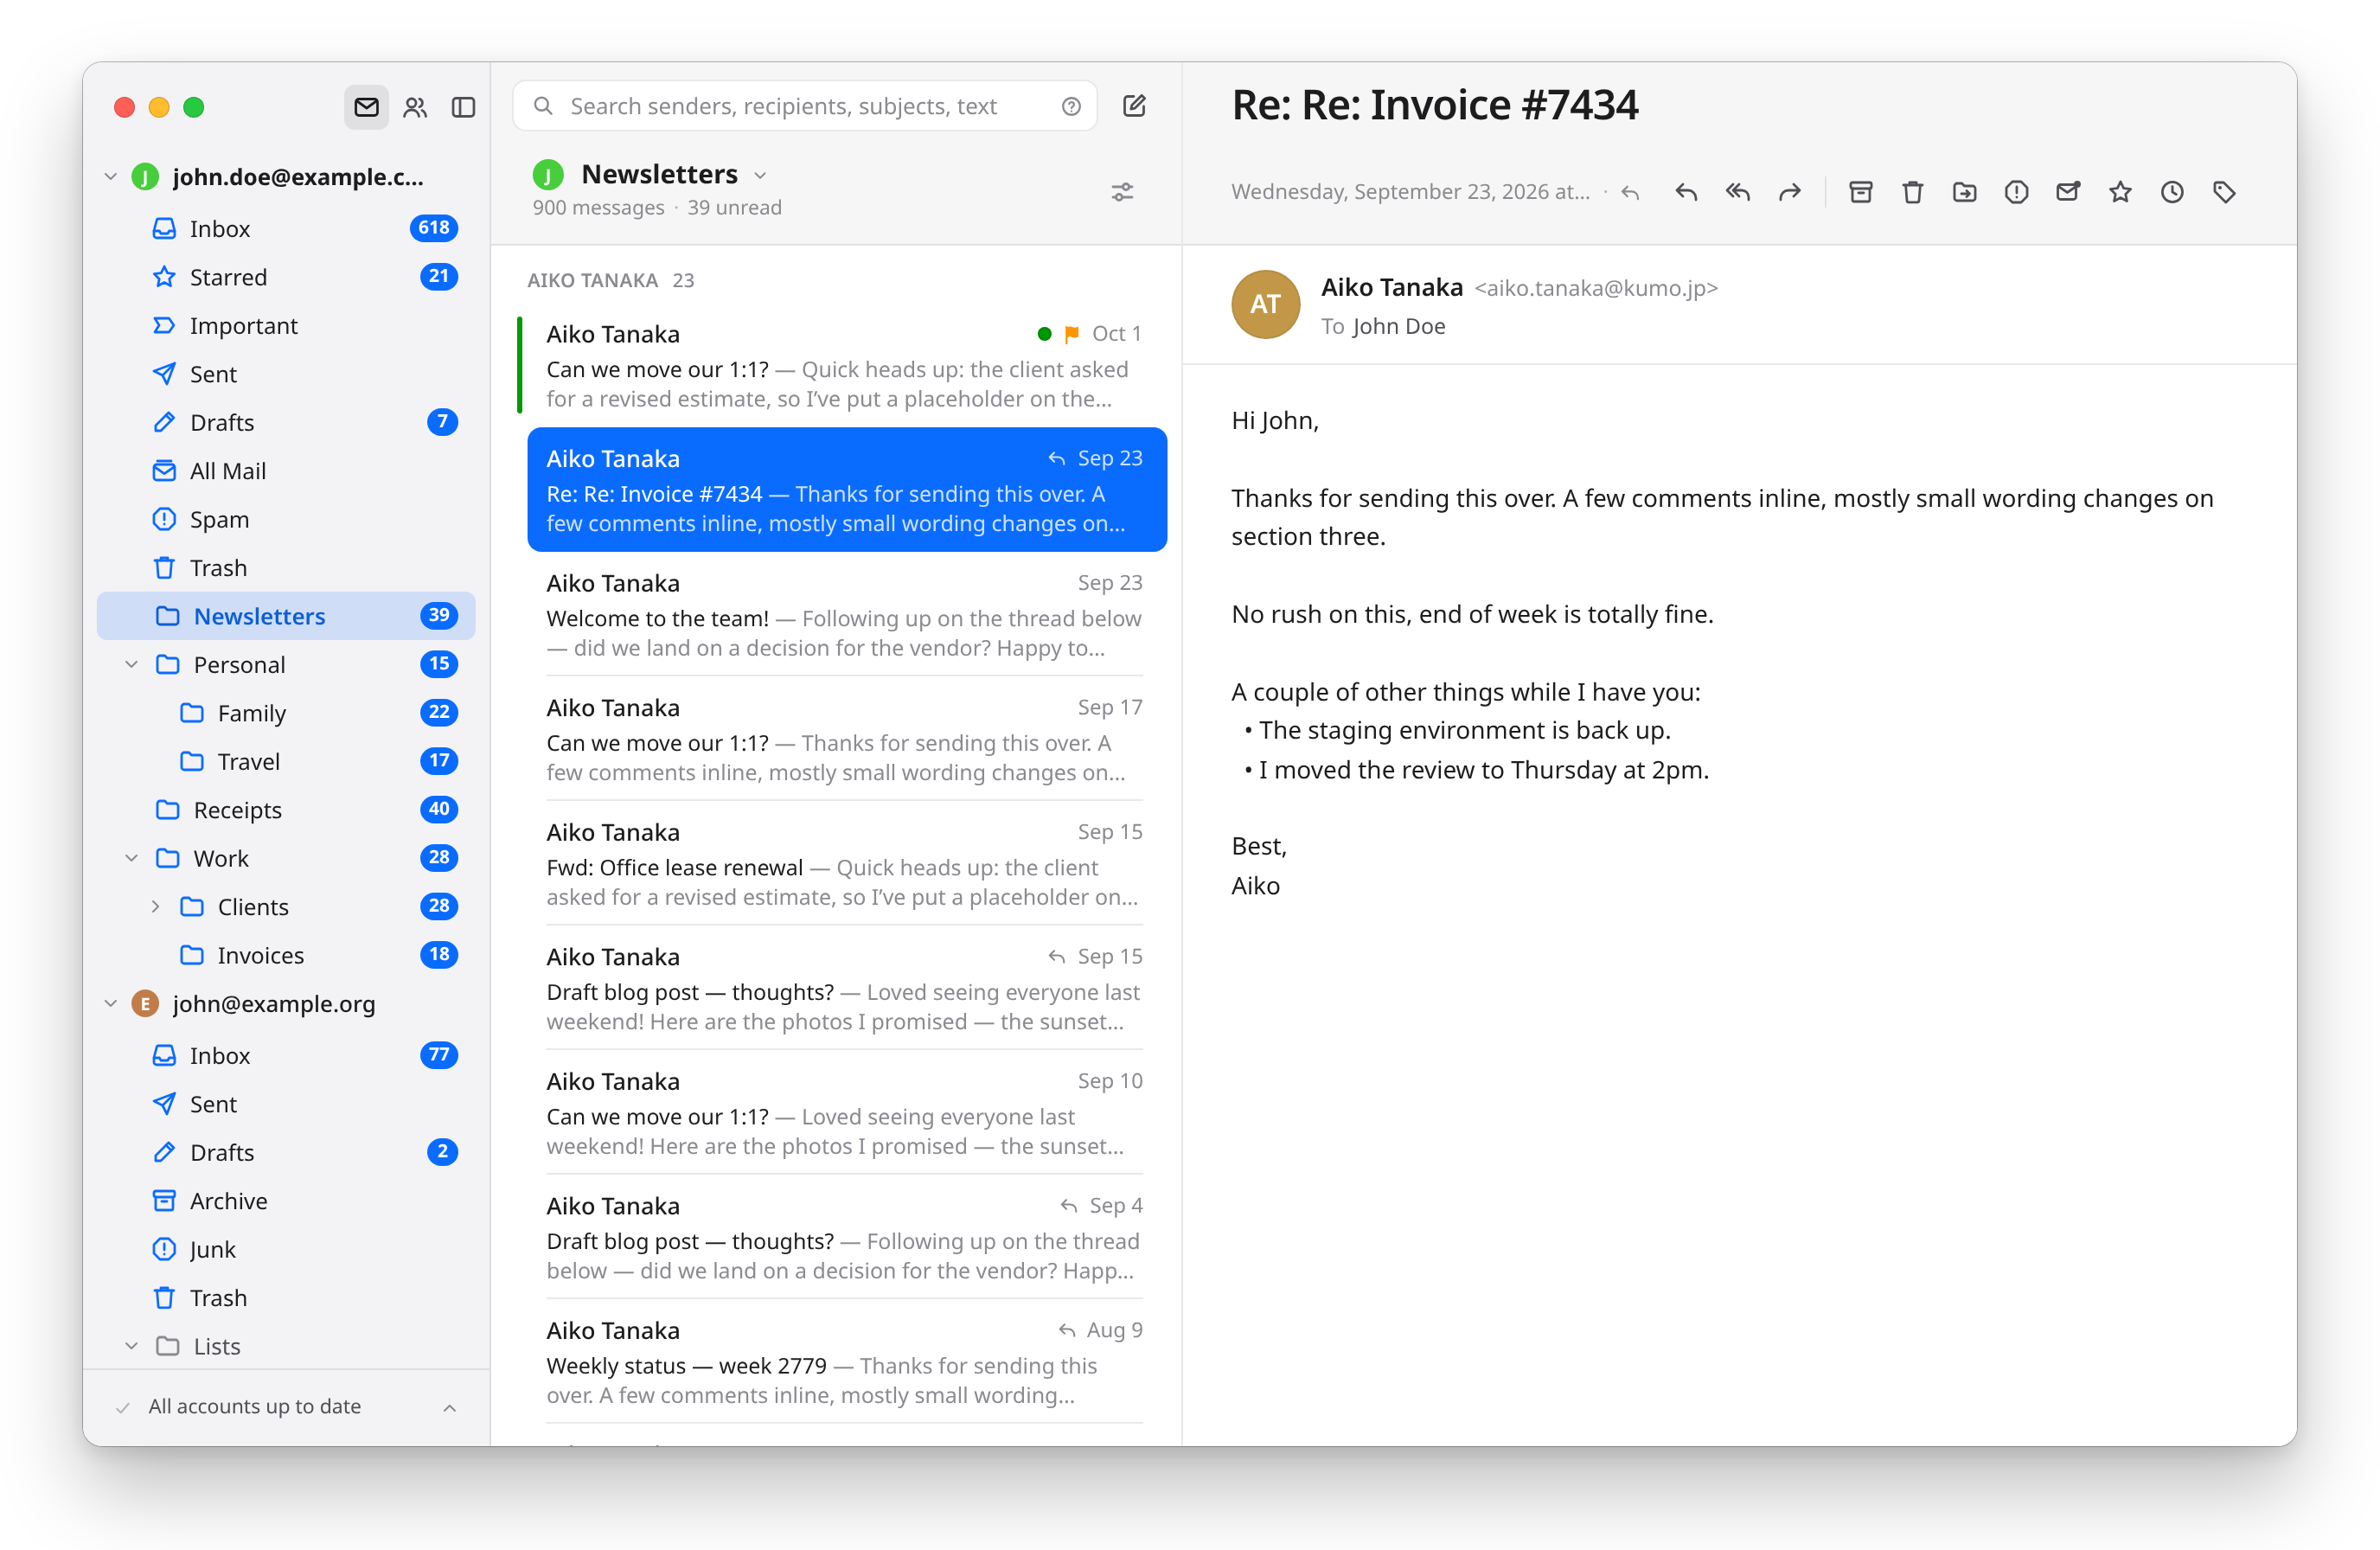 john.doe@example.c...
Inbox 618
Starred 21
Important
Sent
Drafts 7
All Mail
Spam
Trash
Newsletters 39
Personal 15
Family 22
Travel 17
Receipts 40
Work 28
Clients 28
Invoices 18
E john@example.org
Inbox 77
Sent
Drafts 2
Archive
Junk
Trash
Lists
All accounts up to date
Search senders, recipients, subjects, text
J Newsletters
900 messages · 39 unread
AIKO TANAKA 23
Aiko Tanaka Oct 1
Can we move our 1:1? — Quick heads up: the client asked
for a revised estimate, so I’ve put a placeholder on the...
Aiko Tanaka Sep 23
Re: Re: Invoice #7434 — Thanks for sending this over. A
few comments inline, mostly small wording changes on...
Aiko Tanaka Sep 23
Welcome to the team! — Following up on the thread below
— did we land on a decision for the vendor? Happy to...
Aiko Tanaka Sep 17
Can we move our 1:1? — Thanks for sending this over. A
few comments inline, mostly small wording changes on...
Aiko Tanaka Sep 15
Fwd: Office lease renewal — Quick heads up: the client
asked for a revised estimate, so I’ve put a placeholder on...
Aiko Tanaka Sep 15
Draft blog post — thoughts? — Loved seeing everyone last
weekend! Here are the photos I promised — the sunset...
Aiko Tanaka Sep 10
Can we move our 1:1? — Loved seeing everyone last
weekend! Here are the photos I promised — the sunset...
Aiko Tanaka Sep 4
Draft blog post — thoughts? — Following up on the thread
below — did we land on a decision for the vendor? Happ...
Aiko Tanaka Aug 9
Weekly status — week 2779 — Thanks for sending this
over. A few comments inline, mostly small wording...
Re: Re: Invoice #7434
Wednesday, September 23, 2026 at... ·
AT
Aiko Tanaka <aiko.tanaka@kumo.jp>
To John Doe
Hi John,
Thanks for sending this over. A few comments inline, mostly small wording changes on
section three.
No rush on this, end of week is totally fine.
A couple of other things while I have you:
• The staging environment is back up.
• I moved the review to Thursday at 2pm.
Best,
Aiko